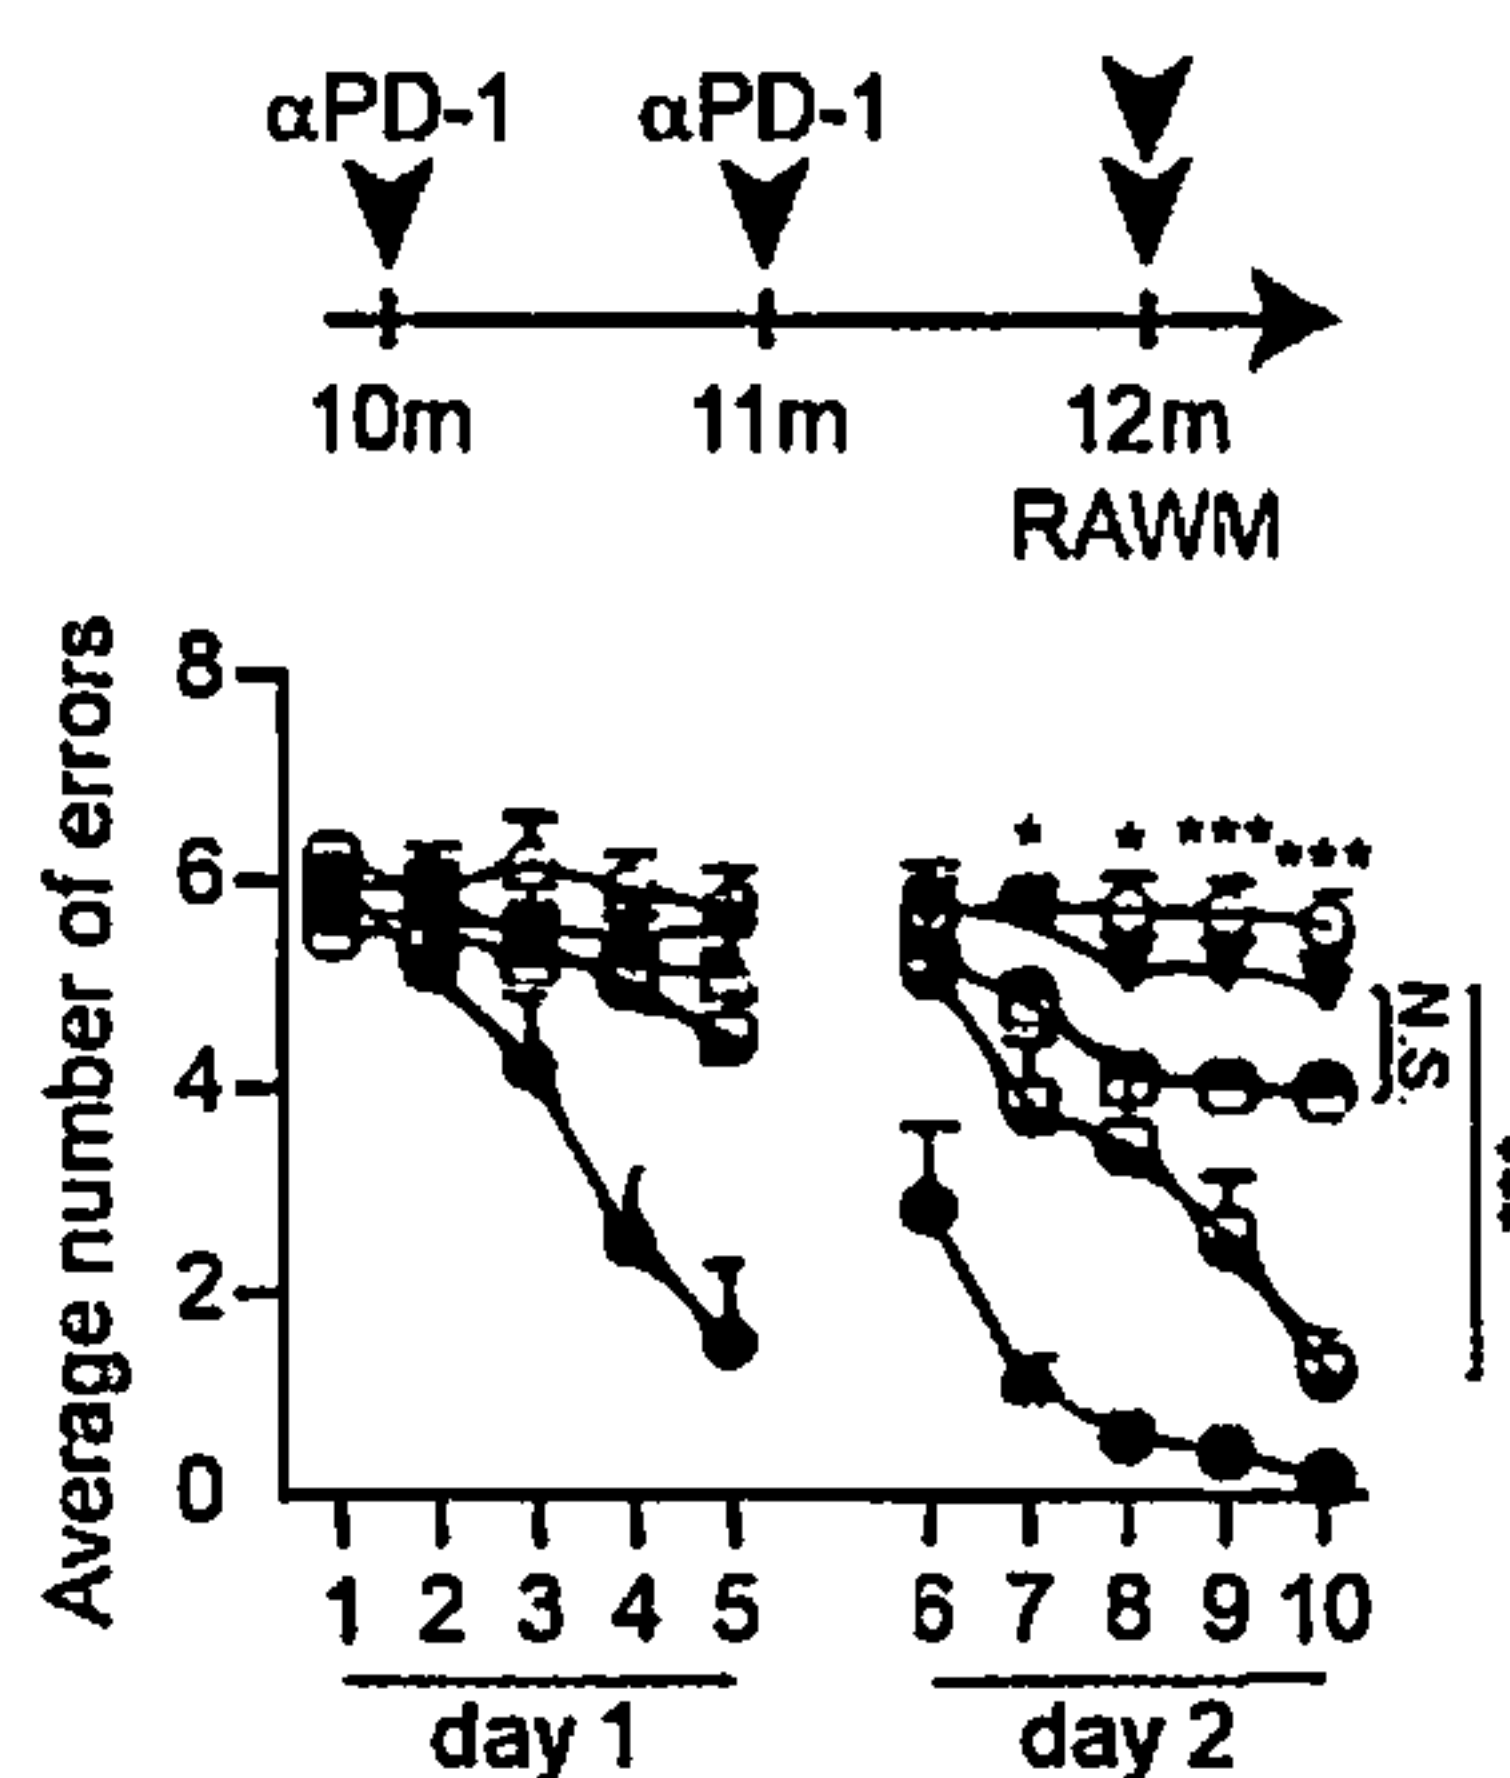 αPD-1 αPD-1
10m 11m 12m
RAWM
Average number of errors
8
6
4
2
0
* * *** ***
N.S.
***
1 2 3 4 5 6 7 8 9 10
day 1 day 2